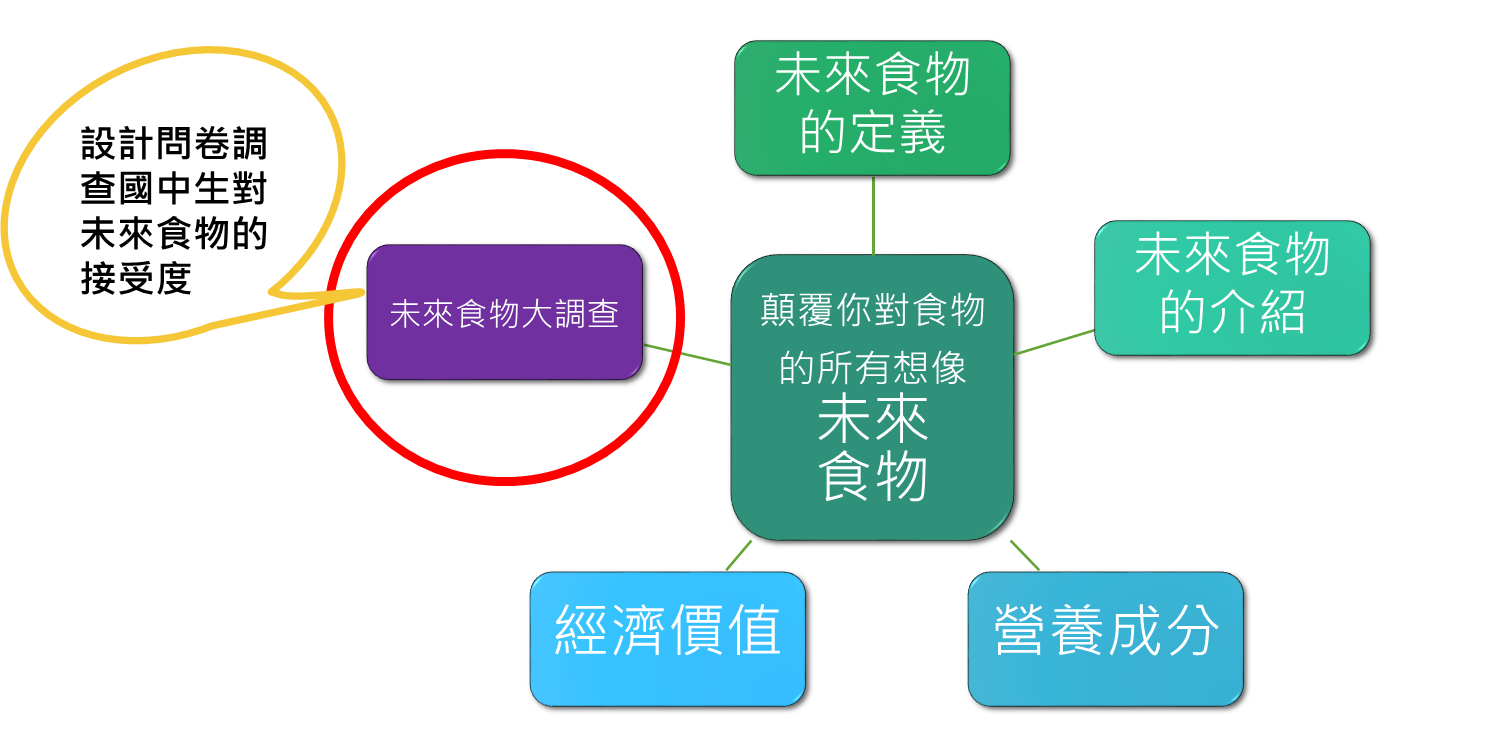 設計問卷調
查國中生對
未來食物的
接受度
未來食物
的定義
未來食物
的介紹
未來食物大調查
顛覆你對食物
的所有想像
未來
食物
經濟價值
營養成分